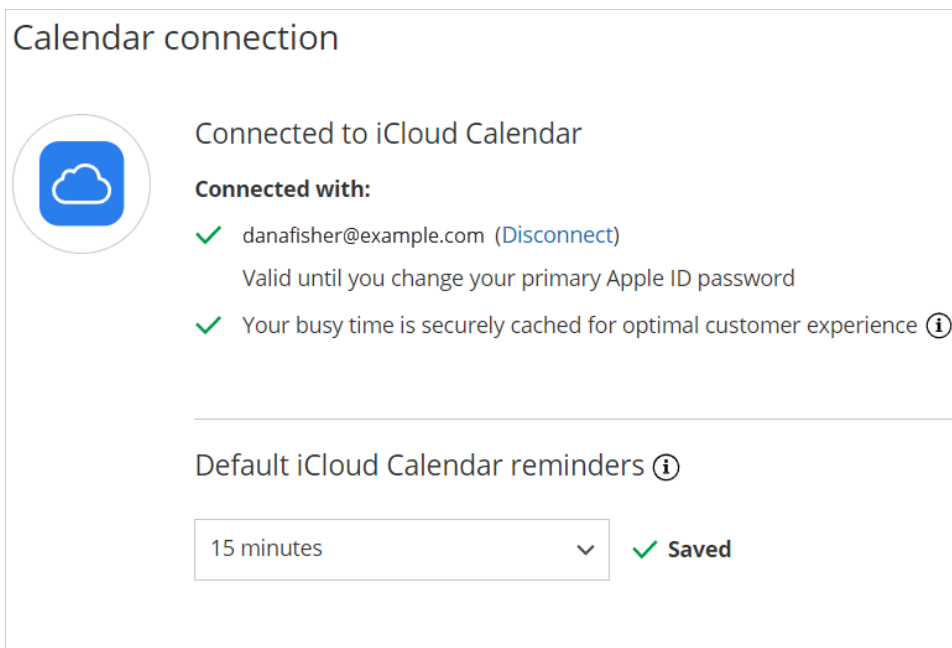 Calendar connection
Connected to iCloud Calendar
Connected with:
danafisher@example.com (Disconnect)
Valid until you change your primary Apple ID password
Your busy time is securely cached for optimal customer experience
Default iCloud Calendar reminders
15 minutes
Saved